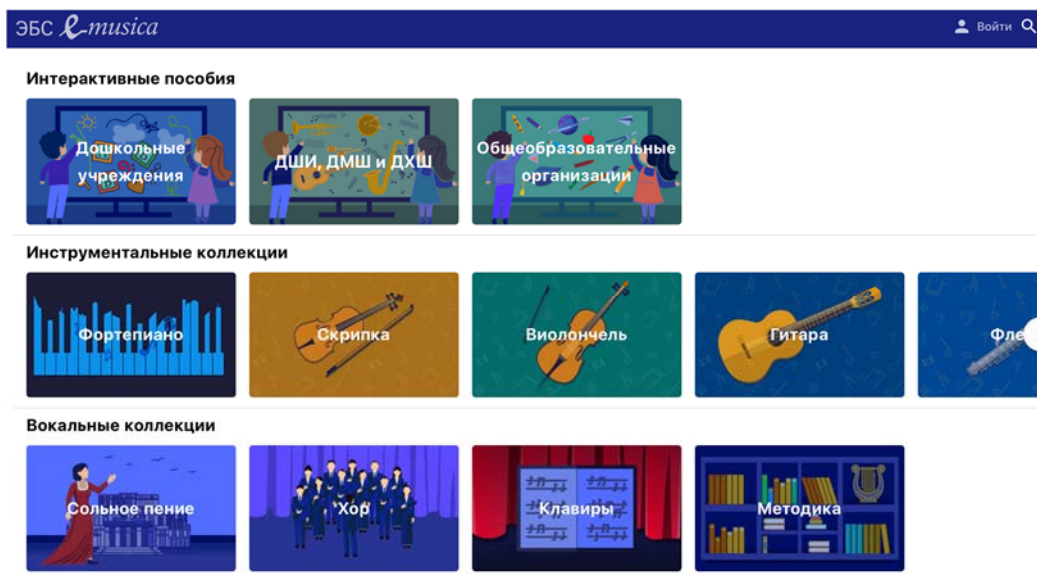 ЭБС e-musica
Войти
Интерактивные пособия
Дошкольные
учреждения
ДШИ, ДМШ и ДХШ
Общеобразовательные
организации
Инструментальные коллекции
Фортепиано
Скрипка
Виолончель
Гитара
Фле
Вокальные коллекции
Сольное пение
Хор
Клавиры
Методика